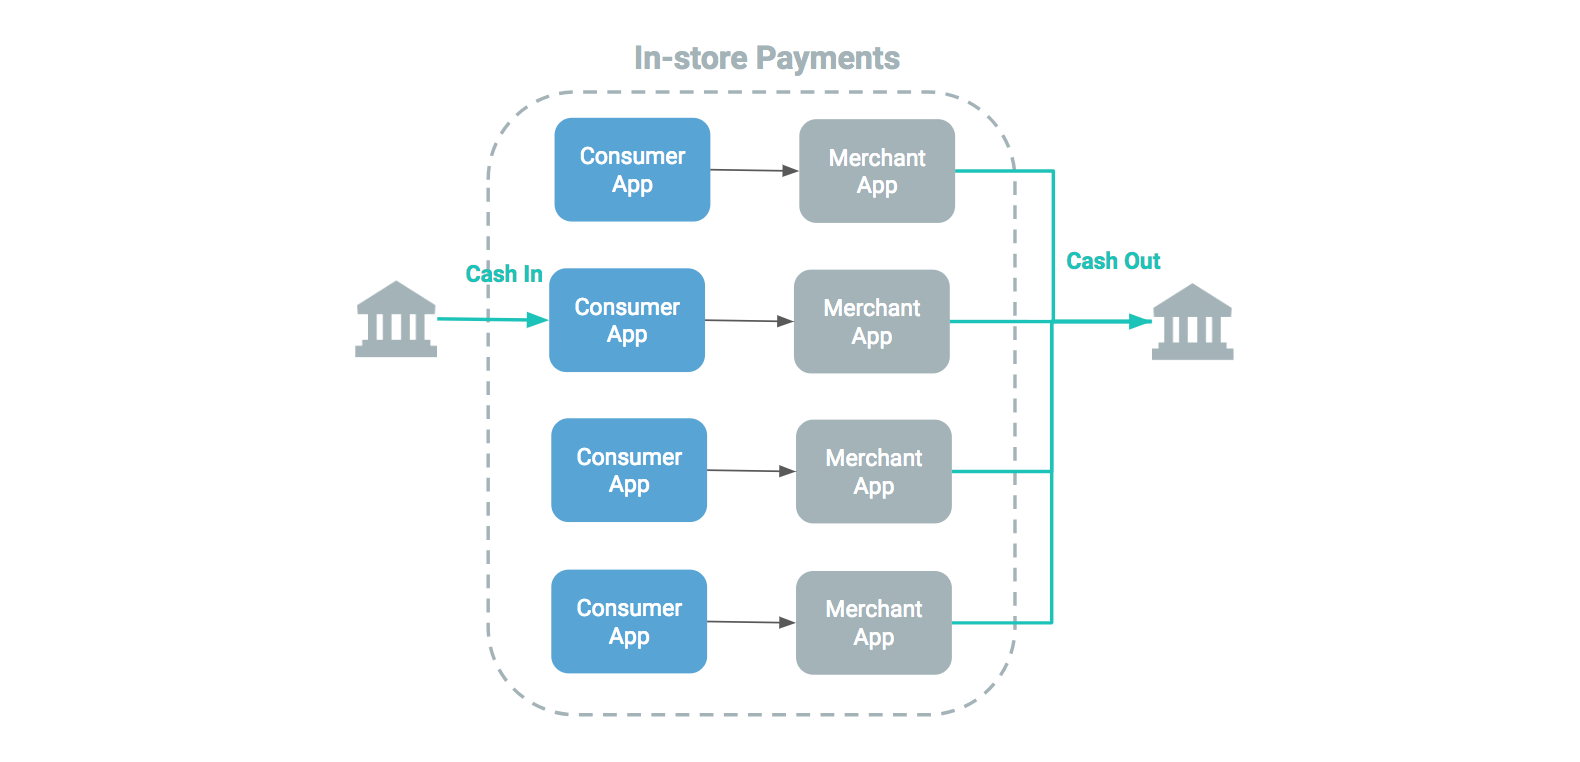 In-store Payments
Consumer
App
Merchant
App
Cash In
Consumer
App
Merchant
App
Cash Out
Consumer
App
Merchant
App
Consumer
App
Merchant
App